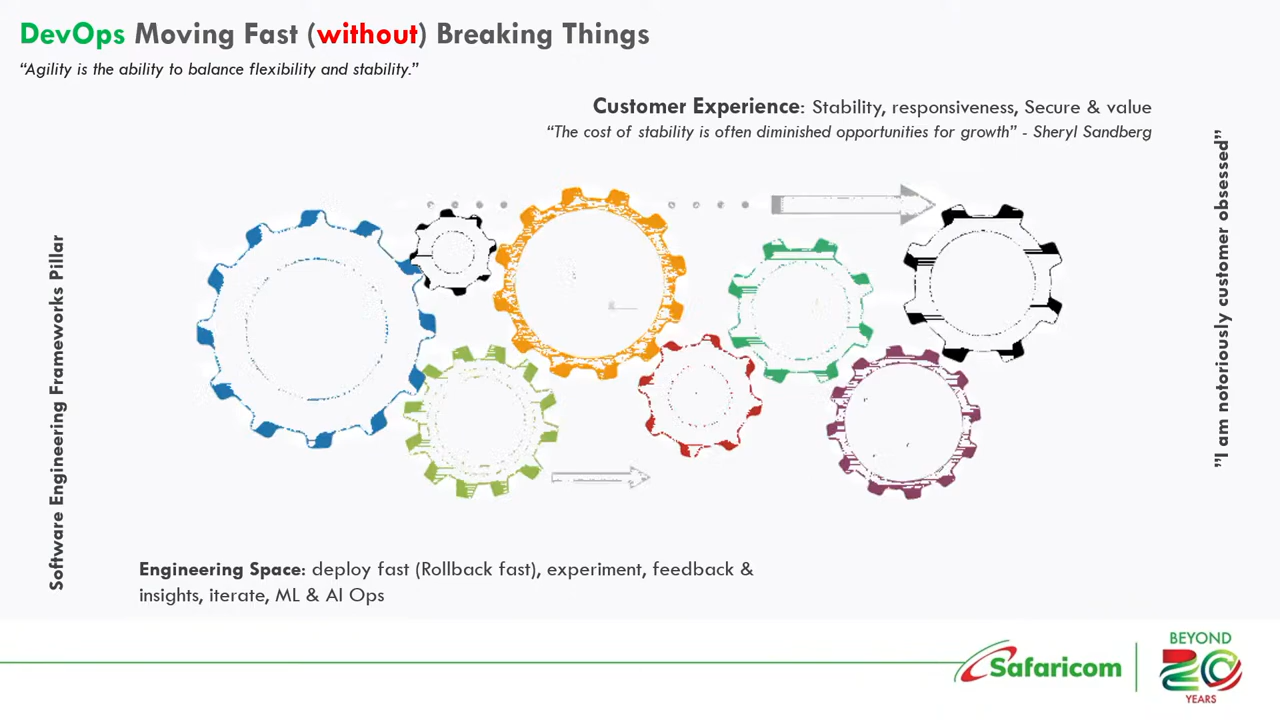 DevOps Moving Fast (without) Breaking Things
“Agility is the ability to balance flexibility and stability.”
Customer Experience: Stability, responsiveness, Secure & value
“The cost of stability is often diminished opportunities for growth” - Sheryl Sandberg
Software Engineering Frameworks Pillar
”I am notoriously customer obsessed”
Engineering Space: deploy fast (Rollback fast), experiment, feedback &
insights, iterate, ML & AI Ops
Safaricom
BEYOND
20
YEARS